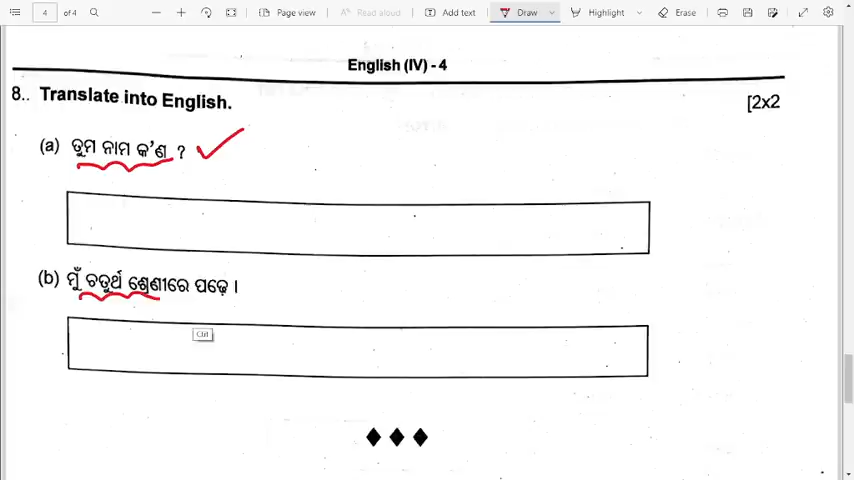 4 of 4 Page view Read aloud Add text Draw Highlight Erase
English (IV) - 4
8.. Translate into English. [2x2
(a) ତୁମ ନାମ କ'ଣ ?
(b) ମୁଁ ଚତୁର୍ଥ ଶ୍ରେଣୀରେ ପଢ଼େ ।
Ctrl